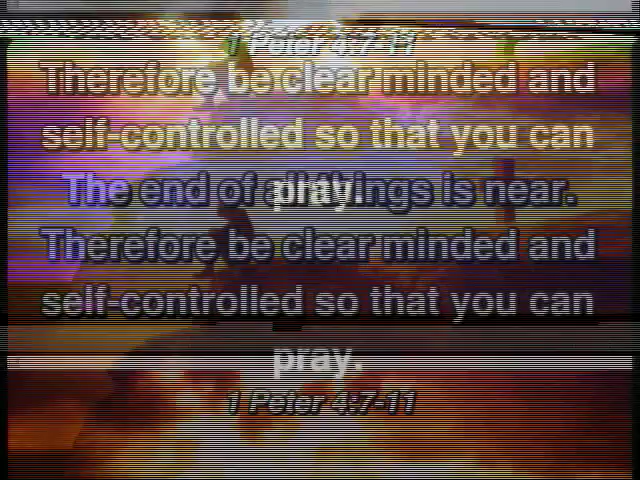 1 Peter 4:7-11
Therefore be clear minded and
self-controlled so that you can
pray.
The end of all things is near.
Therefore be clear minded and
self-controlled so that you can
pray.
1 Peter 4:7-11